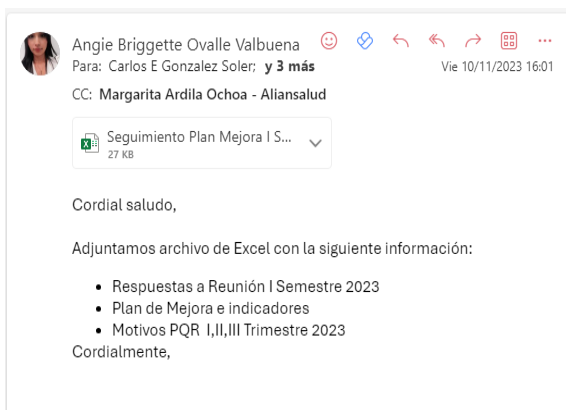 Angie Briggette Ovalle Valbuena
Para: Carlos E Gonzalez Soler; y 3 más
Vie 10/11/2023 16:01
CC: Margarita Ardila Ochoa - Aliansalud
Seguimiento Plan Mejora I S...
27 KB
Cordial saludo,
Adjuntamos archivo de Excel con la siguiente información:
• Respuestas a Reunión I Semestre 2023
• Plan de Mejora e indicadores
• Motivos PQR I,II,III Trimestre 2023
Cordialmente,